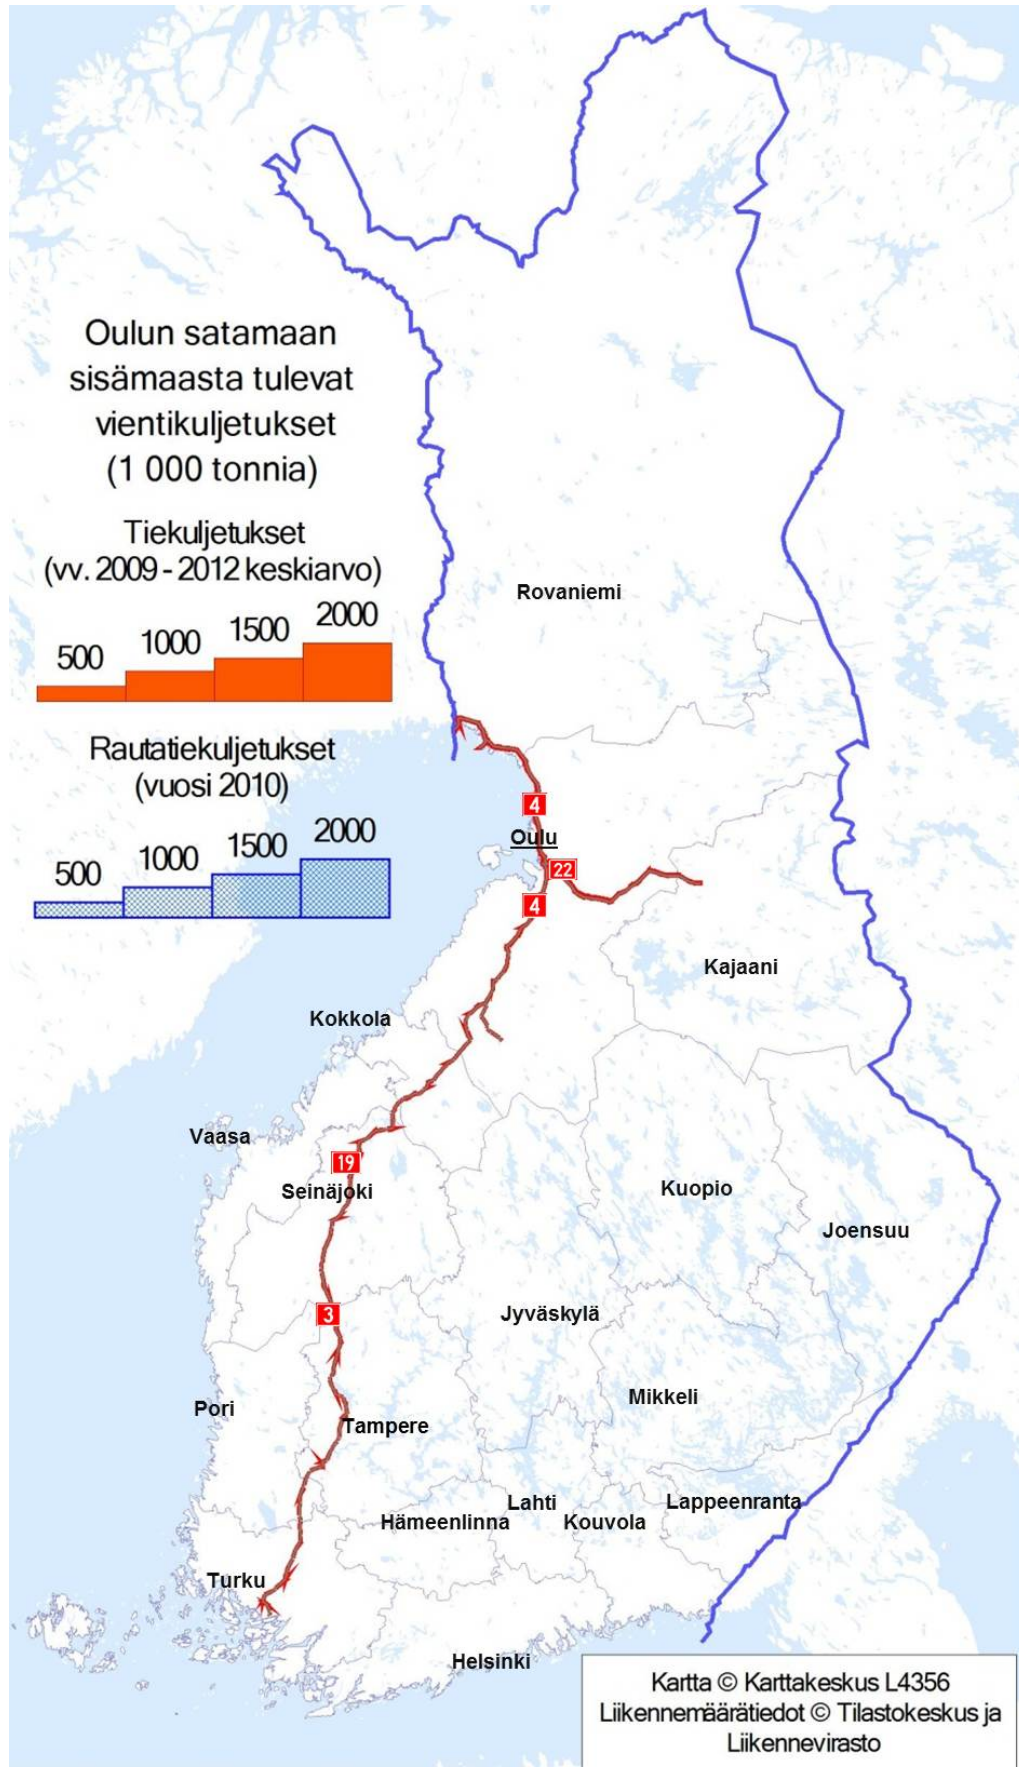 Oulun satamaan
sisämaasta tulevat
vientikuljetukset
(1 000 tonnia)
Tiekuljetukset
(vv. 2009 - 2012 keskiarvo)
500
1000
1500
2000
Rautatiekuljetukset
(vuosi 2010)
500
1000
1500
2000
Rovaniemi
4
Oulu
22
4
Kajaani
Kokkola
Vaasa
19
Seinäjoki
Kuopio
Joensuu
3
Jyväskylä
Mikkeli
Pori
Tampere
Lahti
Lappeenranta
Hämeenlinna
Kouvola
Turku
Helsinki
Kartta © Karttakeskus L4356
Liikennemäärätiedot © Tilastokeskus ja
Liikennevirasto